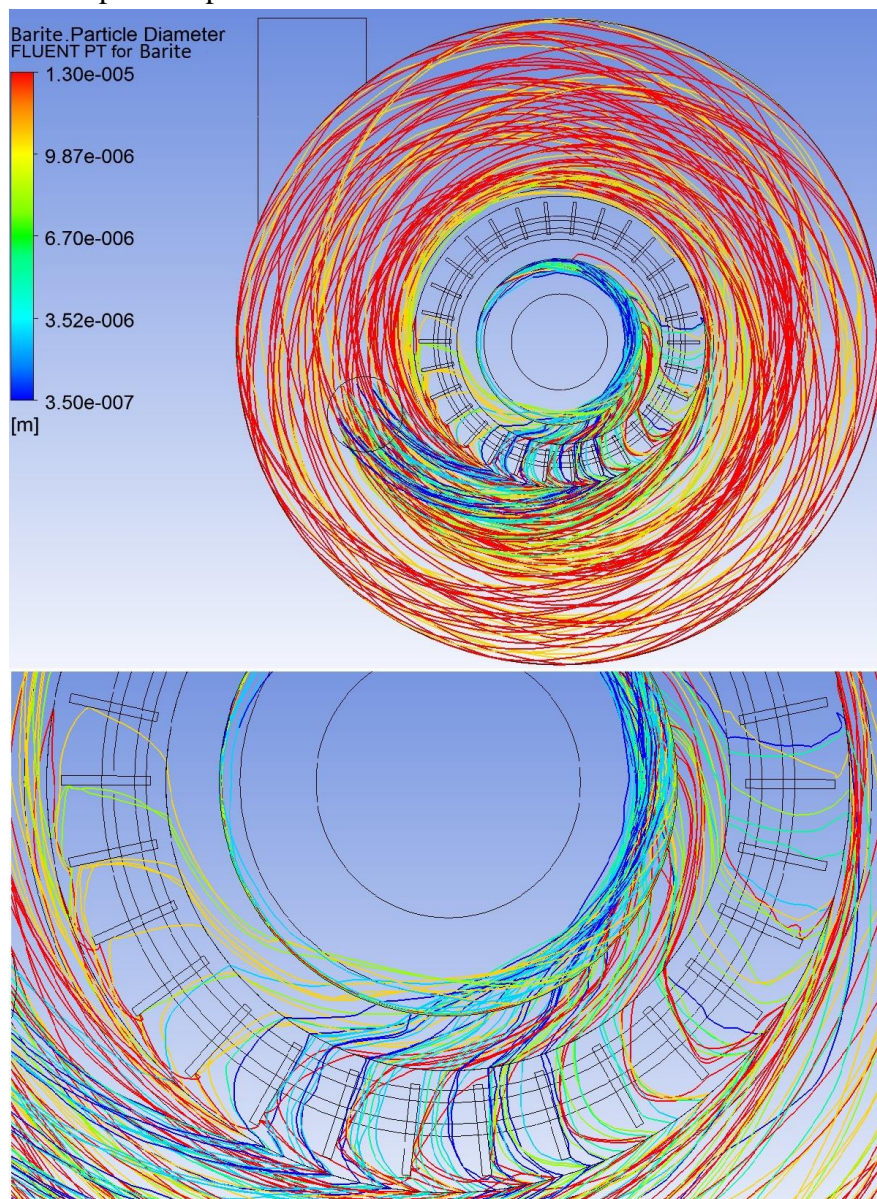 Barite.Particle Diameter
FLUENT PT for Barite
1.30e-005
9.87e-006
6.70e-006
3.52e-006
3.50e-007
[m]